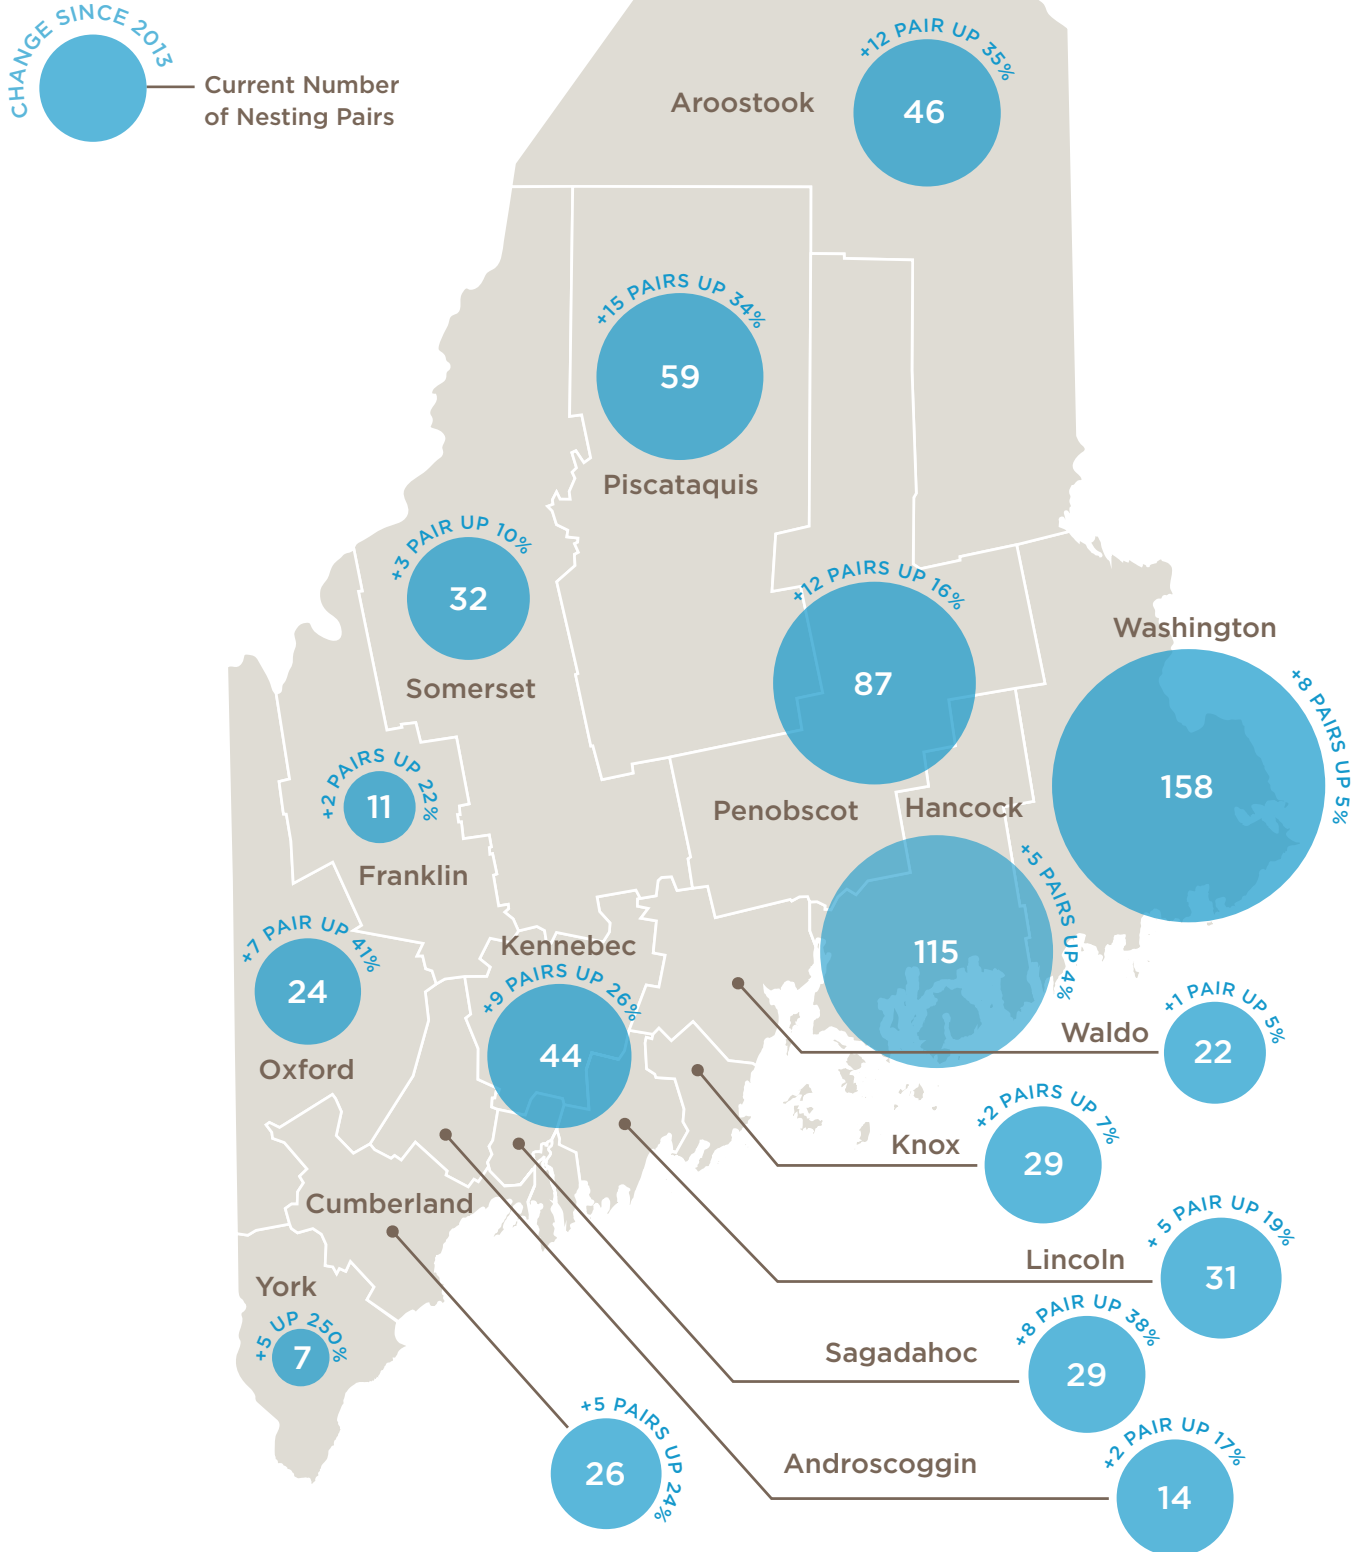 CHANGE SINCE 2013
Current Number
of Nesting Pairs
+12 PAIR UP 35%
Aroostook
46
+15 PAIRS UP 34%
59
Piscataquis
+3 PAIR UP 10%
32
Somerset
+12 PAIRS UP 16%
87
Penobscot
Washington
+8 PAIRS UP 5%
158
+2 PAIRS UP 22%
11
Franklin
Hancock
+5 PAIRS UP 4%
115
+7 PAIR UP 41%
24
Oxford
Kennebec
+9 PAIRS UP 26%
44
+1 PAIR UP 5%
Waldo
22
+2 PAIRS UP 7%
Knox
29
Cumberland
+ 5 PAIR UP 19%
Lincoln
31
York
+5 UP 250%
7
+8 PAIR UP 38%
Sagadahoc
29
+5 PAIRS UP 24%
26
+2 PAIR UP 17%
Androscoggin
14